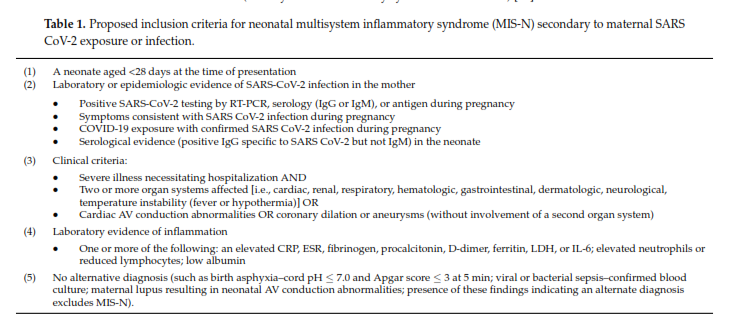 Table 1. Proposed inclusion criteria for neonatal multisystem inflammatory syndrome (MIS-N) secondary to maternal SARS
CoV-2 exposure or infection.
(1) A neonate aged <28 days at the time of presentation
(2) Laboratory or epidemiologic evidence of SARS-CoV-2 infection in the mother
• Positive SARS-CoV-2 testing by RT-PCR, serology (IgG or IgM), or antigen during pregnancy
• Symptoms consistent with SARS CoV-2 infection during pregnancy
• COVID-19 exposure with confirmed SARS CoV-2 infection during pregnancy
• Serological evidence (positive IgG specific to SARS CoV-2 but not IgM) in the neonate
(3) Clinical criteria:
• Severe illness necessitating hospitalization AND
• Two or more organ systems affected [i.e., cardiac, renal, respiratory, hematologic, gastrointestinal, dermatologic, neurological,
temperature instability (fever or hypothermia)] OR
• Cardiac AV conduction abnormalities OR coronary dilation or aneurysms (without involvement of a second organ system)
(4) Laboratory evidence of inflammation
• One or more of the following: an elevated CRP, ESR, fibrinogen, procalcitonin, D-dimer, ferritin, LDH, or IL-6; elevated neutrophils or
reduced lymphocytes; low albumin
(5) No alternative diagnosis (such as birth asphyxia–cord pH ≤ 7.0 and Apgar score ≤ 3 at 5 min; viral or bacterial sepsis–confirmed blood
culture; maternal lupus resulting in neonatal AV conduction abnormalities; presence of these findings indicating an alternate diagnosis
excludes MIS-N).